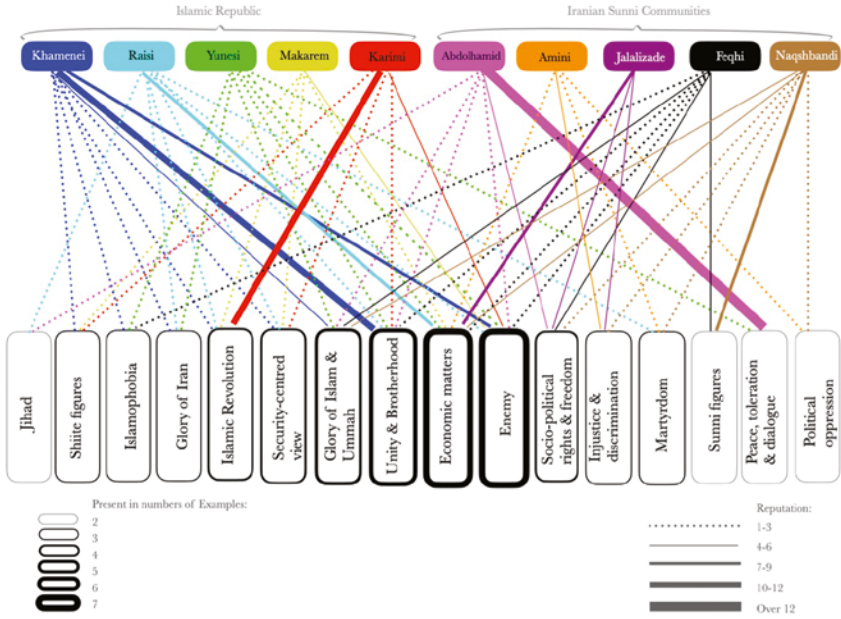 Islamic Republic
Iranian Sunni Communities
Khamenei
Raisi
Yunesi
Makarem
Karimi
Abdolhamid
Amini
Jalalizade
Feqhi
Naqshbandi
Jihad
Shiite figures
Islamophobia
Glory of Iran
Islamic Revolution
Security-centred
view
Glory of Islam &
Ummah
Unity & Brotherhood
Economic matters
Enemy
Socio-political
rights & freedom
Injustice &
discrimination
Martyrdom
Sunni figures
Peace, toleration
& dialogue
Political
oppression
Present in numbers of Examples:
2
3
4
5
6
7
Reputation:
1-3
4-6
7-9
10-12
Over 12